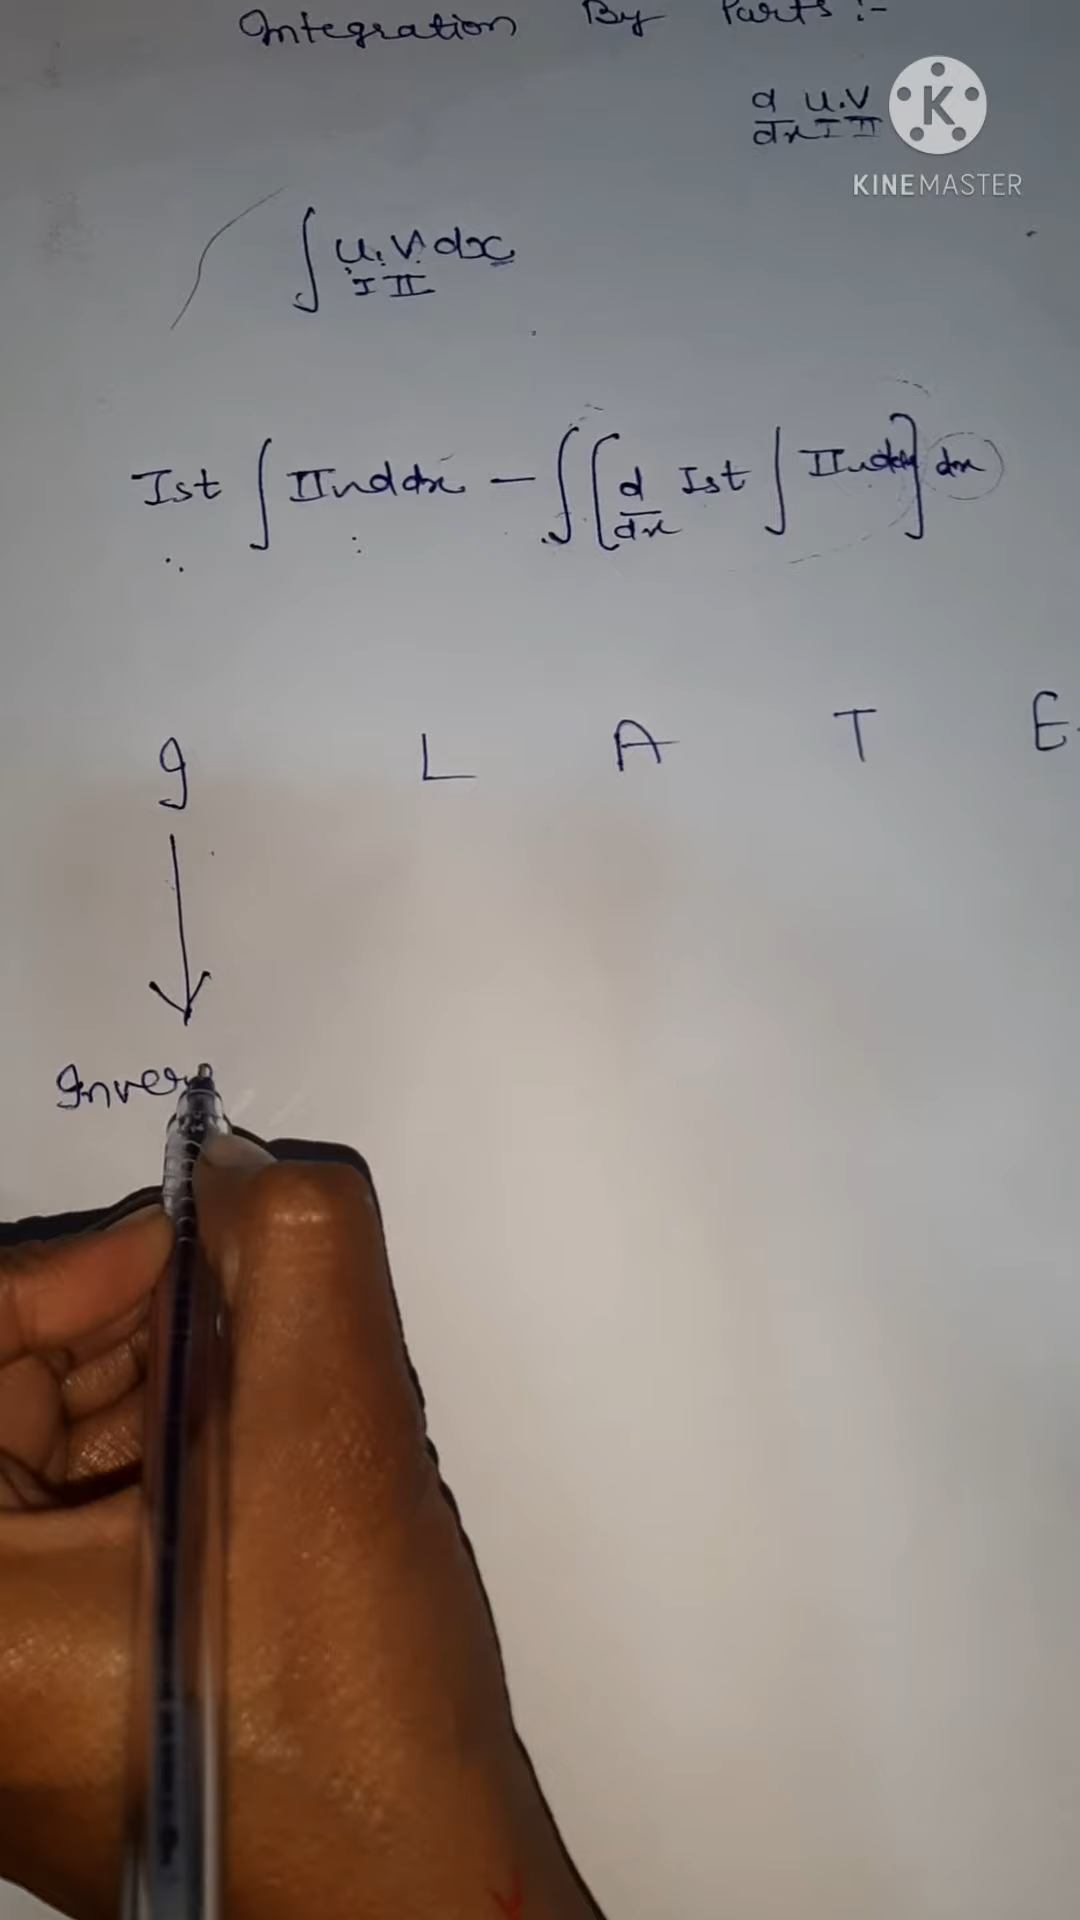 Integration By Parts :-
d/dx u.v
I II
KINEMASTER
∫ u.v dx
I II
Ist ∫ IInd dx - ∫ [ d/dx Ist ∫ IInd dx ] dx
I L A T E
Inver